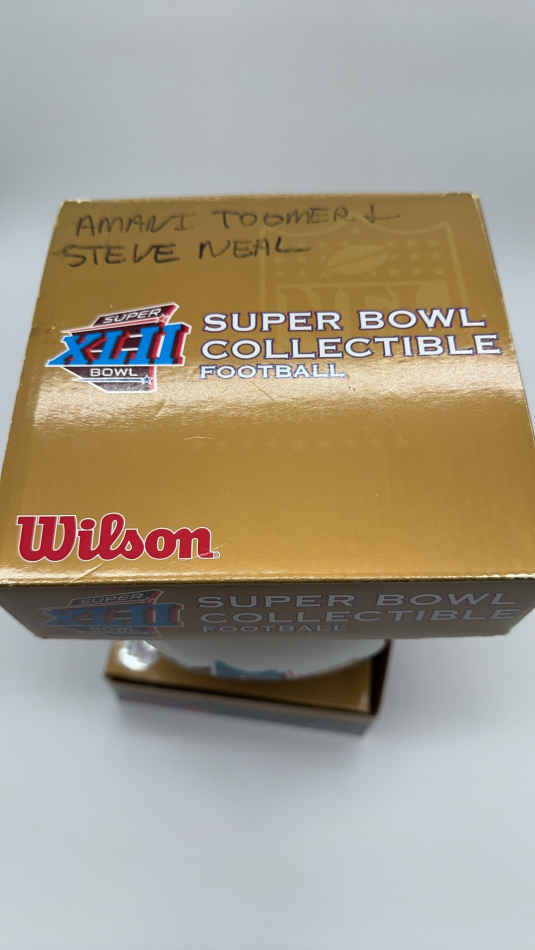 AMANI TOOMER &
STEVE NEAL
SUPER
XLII
BOWL
SUPER BOWL
COLLECTIBLE
FOOTBALL
NFL
Wilson
SUPER
XLII
BOWL
SUPER BOWL
COLLECTIBLE
FOOTBALL